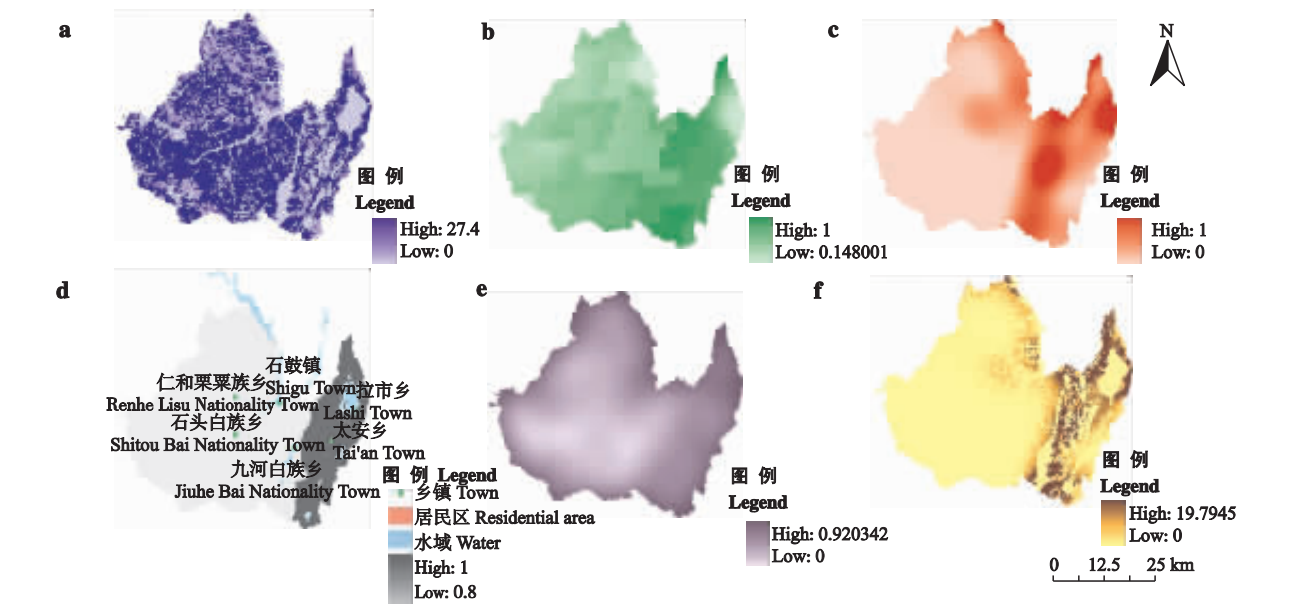 a
b
c
N
图 例
Legend
High: 27.4
Low: 0
图 例
Legend
High: 1
Low: 0.148001
图 例
Legend
High: 1
Low: 0
d
e
f
石鼓镇
Shigu Town
仁和栗粟族乡
Renhe Lisu Nationality Town
拉市乡
Lashi Town
石头白族乡
Shitou Bai Nationality Town
太安乡
Tai'an Town
九河白族乡
Jiuhe Bai Nationality Town
图 例 Legend
乡镇 Town
居民区 Residential area
水域 Water
High: 1
Low: 0.8
图 例
Legend
High: 0.920342
Low: 0
图 例
Legend
High: 19.7945
Low: 0
0 12.5 25 km